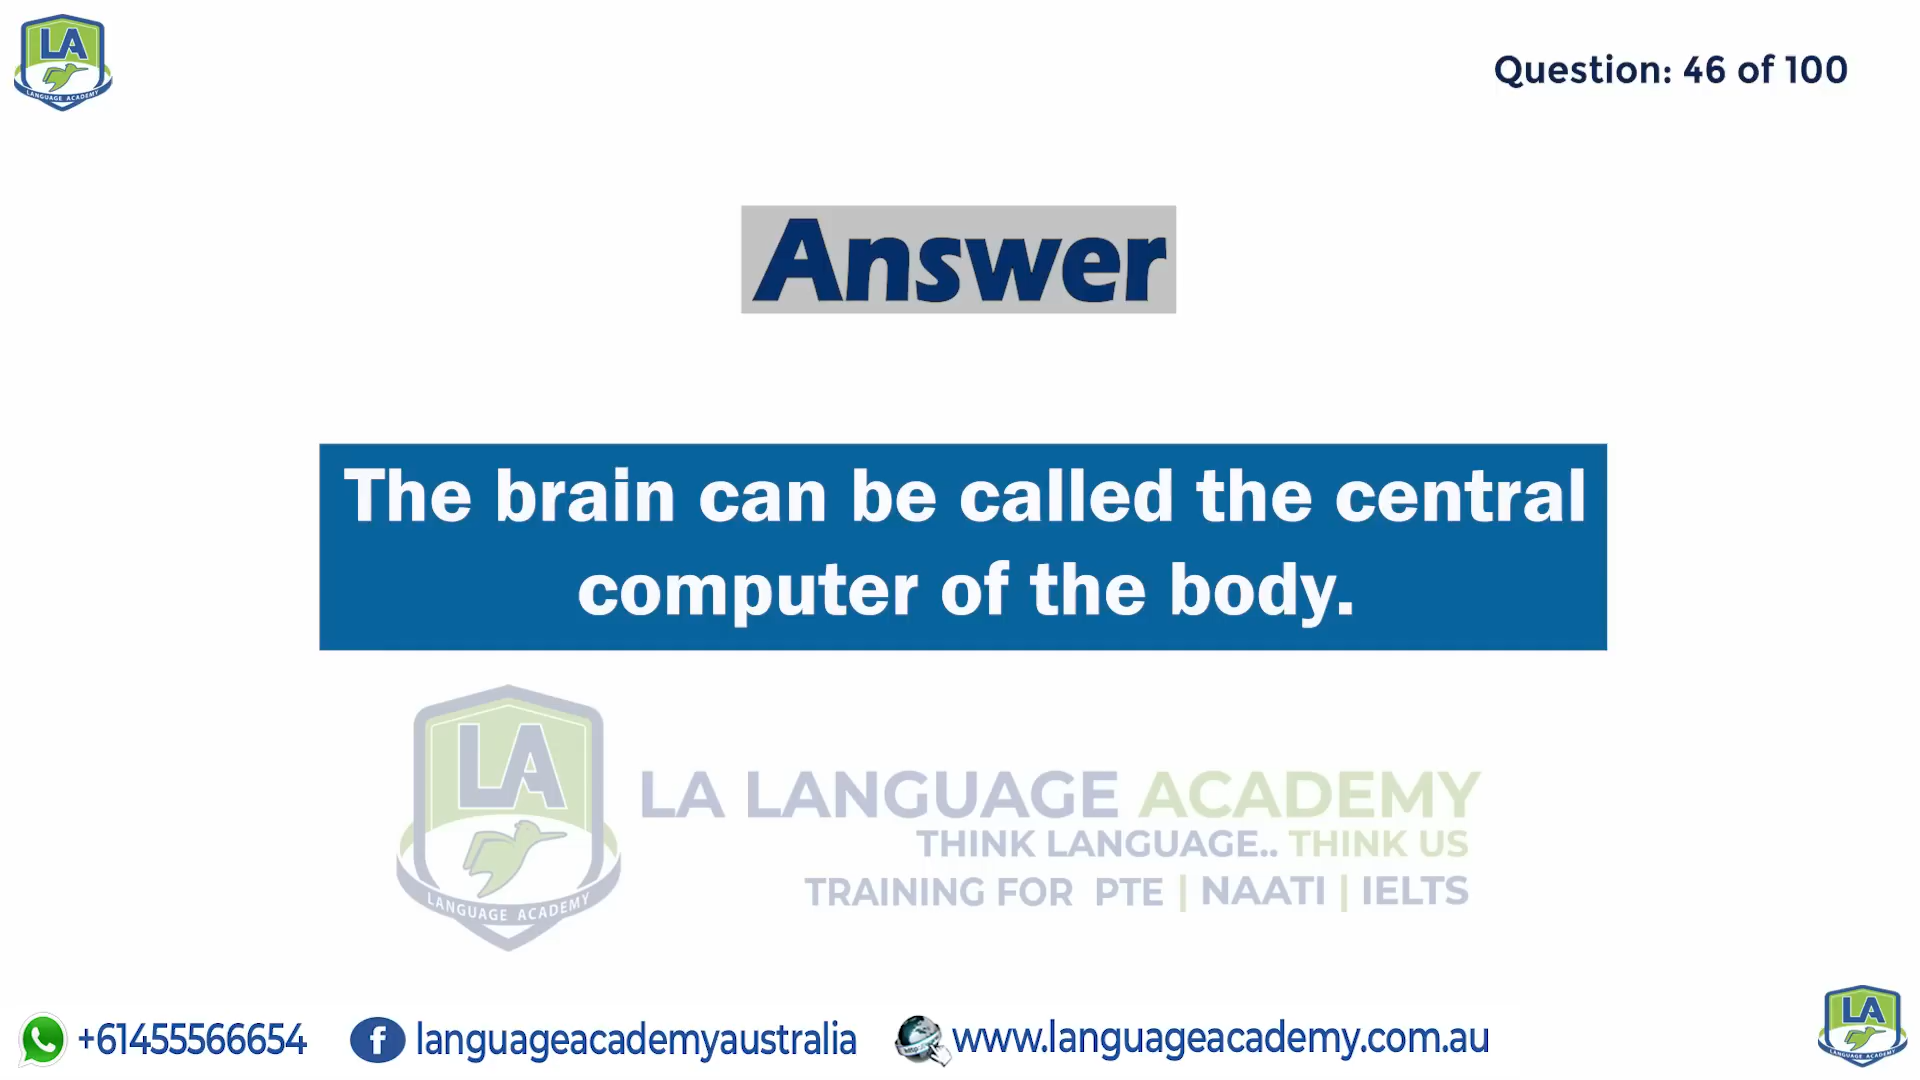 LA
LANGUAGE ACADEMY
Question: 46 of 100
Answer
The brain can be called the central
computer of the body.
LA
LANGUAGE ACADEMY
LA LANGUAGE ACADEMY
THINK LANGUAGE.. THINK US
TRAINING FOR PTE | NAATI | IELTS
+61455566654
languageacademyaustralia
www.languageacademy.com.au
LA
LANGUAGE ACADEMY